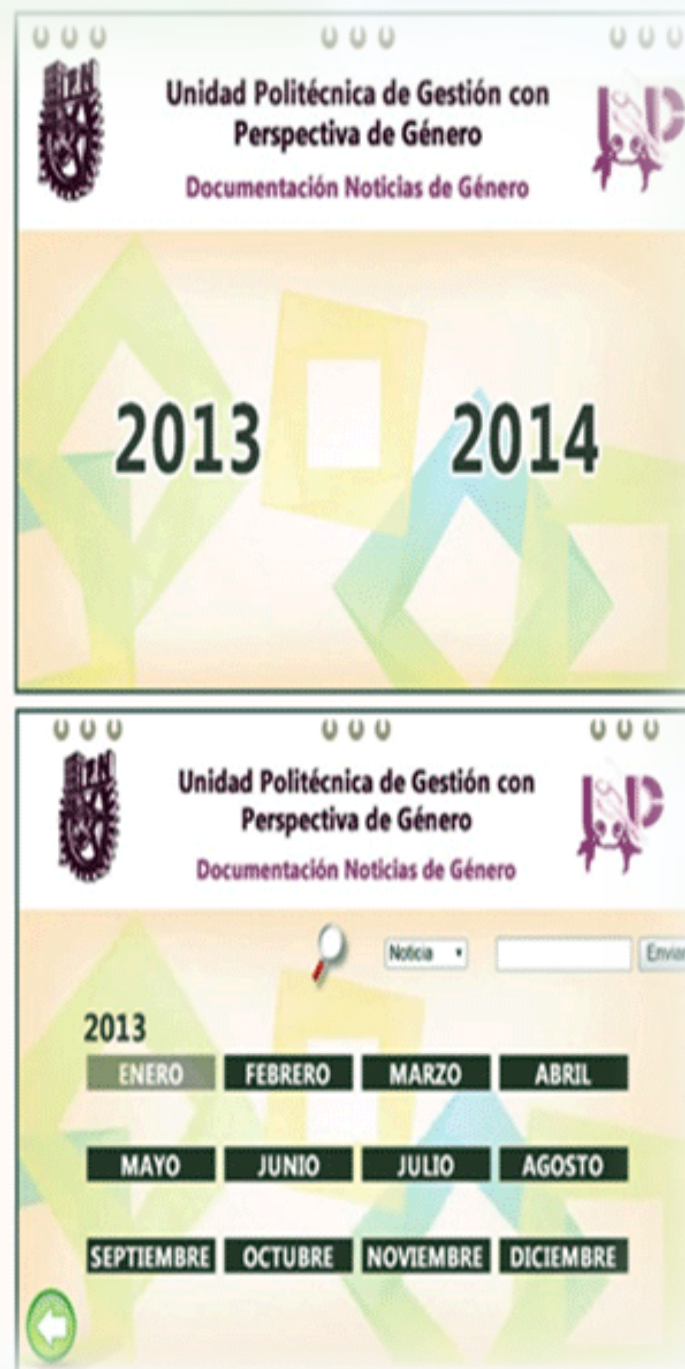 IPN
Unidad Politécnica de Gestión con
Perspectiva de Género
Documentación Noticias de Género
2013 2014
IPN
Unidad Politécnica de Gestión con
Perspectiva de Género
Documentación Noticias de Género
Noticia Enviar
2013
ENERO FEBRERO MARZO ABRIL
MAYO JUNIO JULIO AGOSTO
SEPTIEMBRE OCTUBRE NOVIEMBRE DICIEMBRE